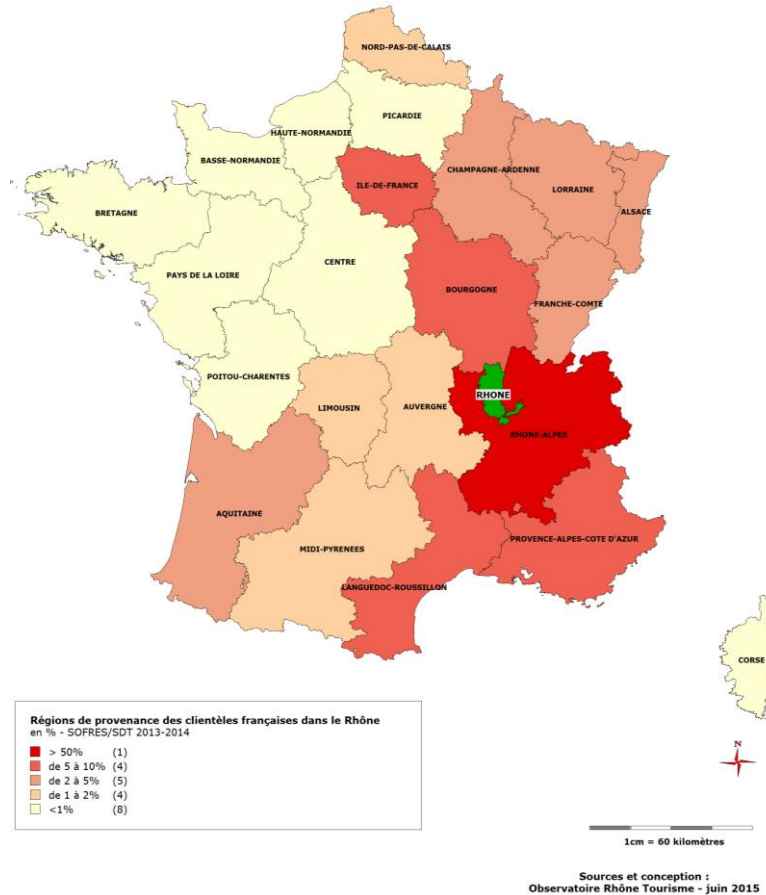 NORD-PAS-DE-CALAIS
PICARDIE
HAUTE-NORMANDIE
BASSE-NORMANDIE
CHAMPAGNE-ARDENNE
LORRAINE
ILE-DE-FRANCE
ALSACE
BRETAGNE
CENTRE
PAYS DE LA LOIRE
BOURGOGNE
FRANCHE-COMTE
POITOU-CHARENTES
RHONE
LIMOUSIN
AUVERGNE
RHONE-ALPES
AQUITAINE
PROVENCE-ALPES-COTE D'AZUR
MIDI-PYRENEES
LANGUEDOC-ROUSSILLON
CORSE
Régions de provenance des clientèles françaises dans le Rhône
en % - SOFRES/SDT 2013-2014
> 50% (1)
de 5 à 10% (4)
de 2 à 5% (5)
de 1 à 2% (4)
<1% (8)
N
1cm = 60 kilomètres
Sources et conception :
Observatoire Rhône Tourisme - juin 2015